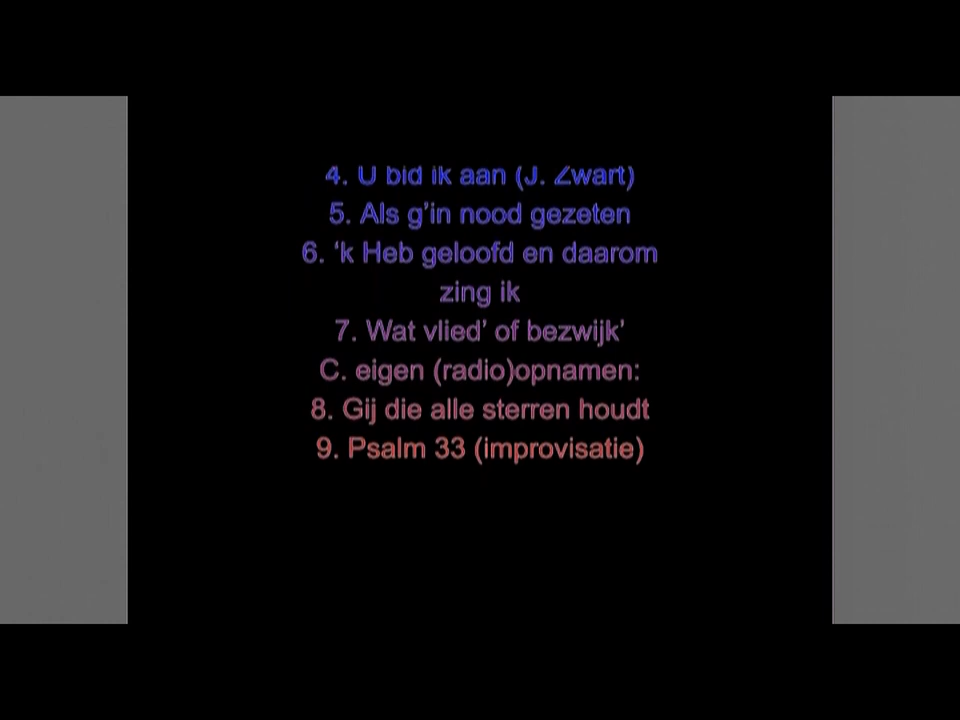 4. U bid ik aan (J. Zwart)
5. Als g’in nood gezeten
6. ‘k Heb geloofd en daarom
zing ik
7. Wat vlied’ of bezwijk’
C. eigen (radio)opnamen:
8. Gij die alle sterren houdt
9. Psalm 33 (improvisatie)